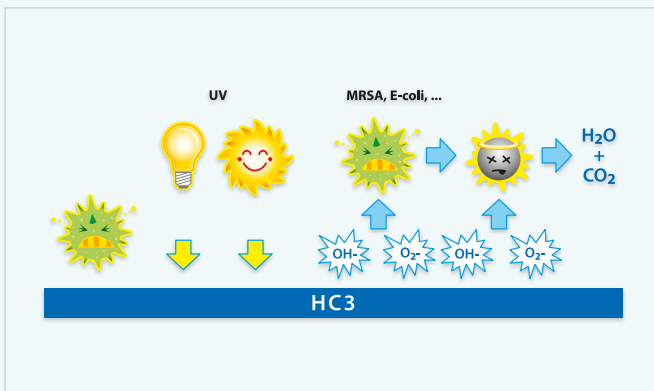 UV
MRSA, E-coli, ...
H2O
+
CO2
OH-
O2-
OH-
O2-
HC3